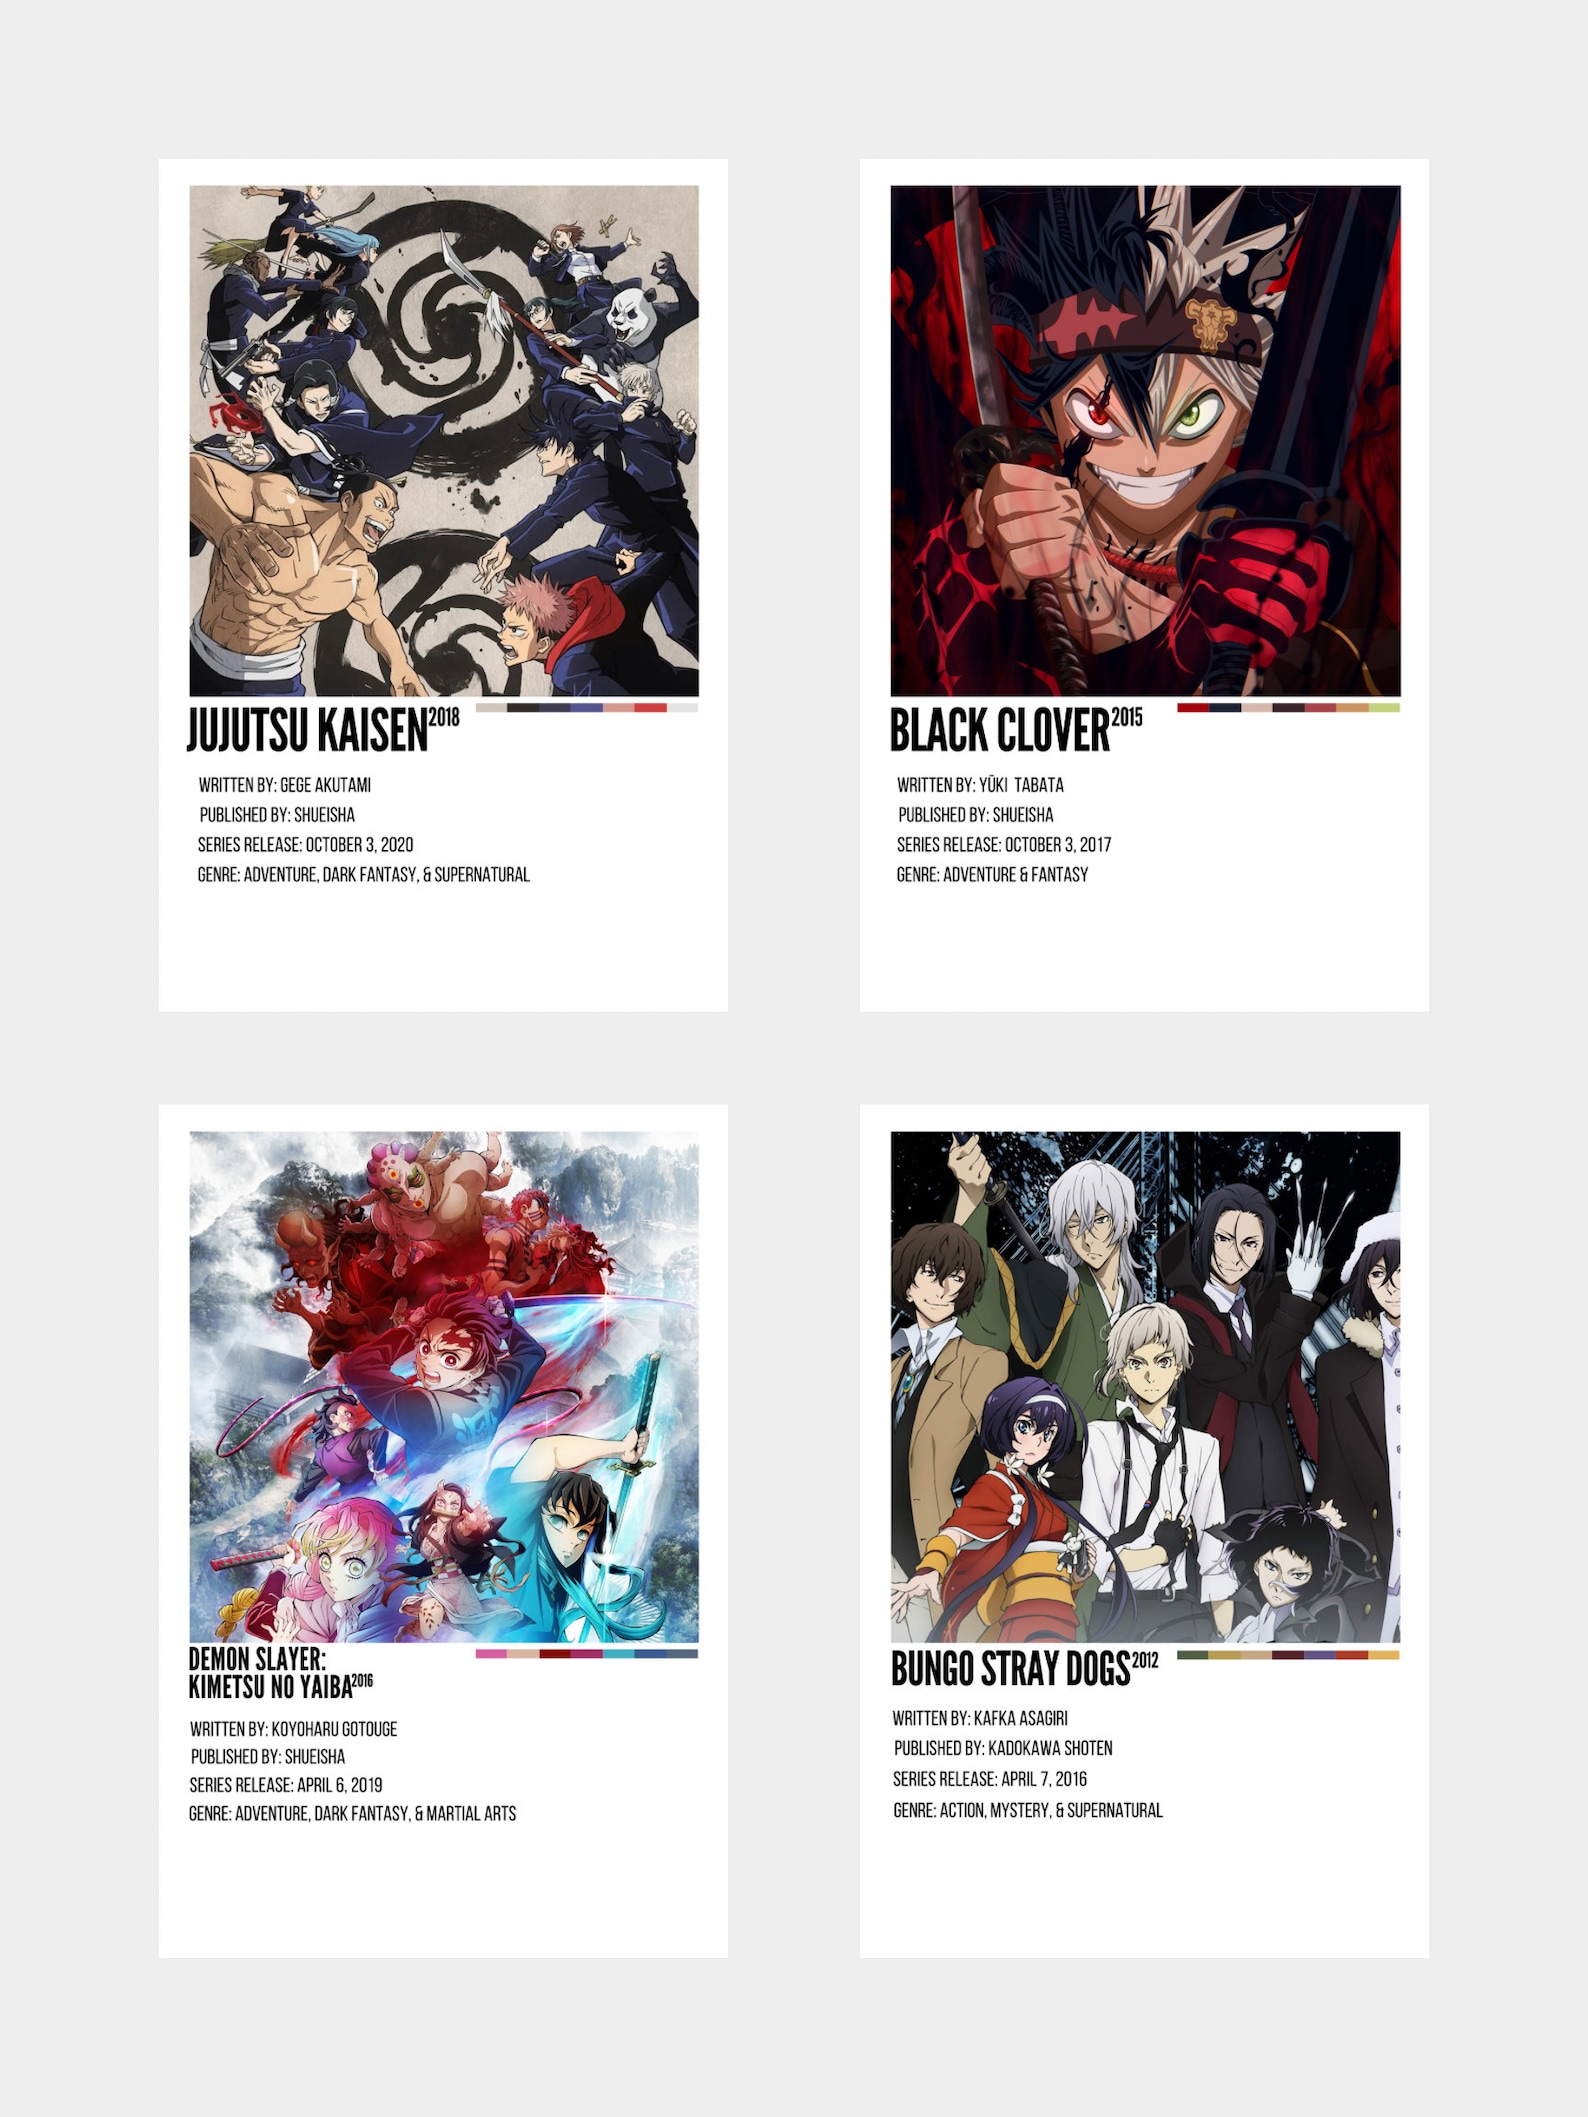 JUJUTSU KAISEN 2018
WRITTEN BY: GEGE AKUTAMI
PUBLISHED BY: SHUEISHA
SERIES RELEASE: OCTOBER 3, 2020
GENRE: ADVENTURE, DARK FANTASY, & SUPERNATURAL
BLACK CLOVER 2015
WRITTEN BY: YŪKI TABATA
PUBLISHED BY: SHUEISHA
SERIES RELEASE: OCTOBER 3, 2017
GENRE: ADVENTURE & FANTASY
DEMON SLAYER:
KIMETSU NO YAIBA 2016
WRITTEN BY: KOYOHARU GOTOUGE
PUBLISHED BY: SHUEISHA
SERIES RELEASE: APRIL 6, 2019
GENRE: ADVENTURE, DARK FANTASY, & MARTIAL ARTS
BUNGO STRAY DOGS 2012
WRITTEN BY: KAFKA ASAGIRI
PUBLISHED BY: KADOKAWA SHOTEN
SERIES RELEASE: APRIL 7, 2016
GENRE: ACTION, MYSTERY, & SUPERNATURAL